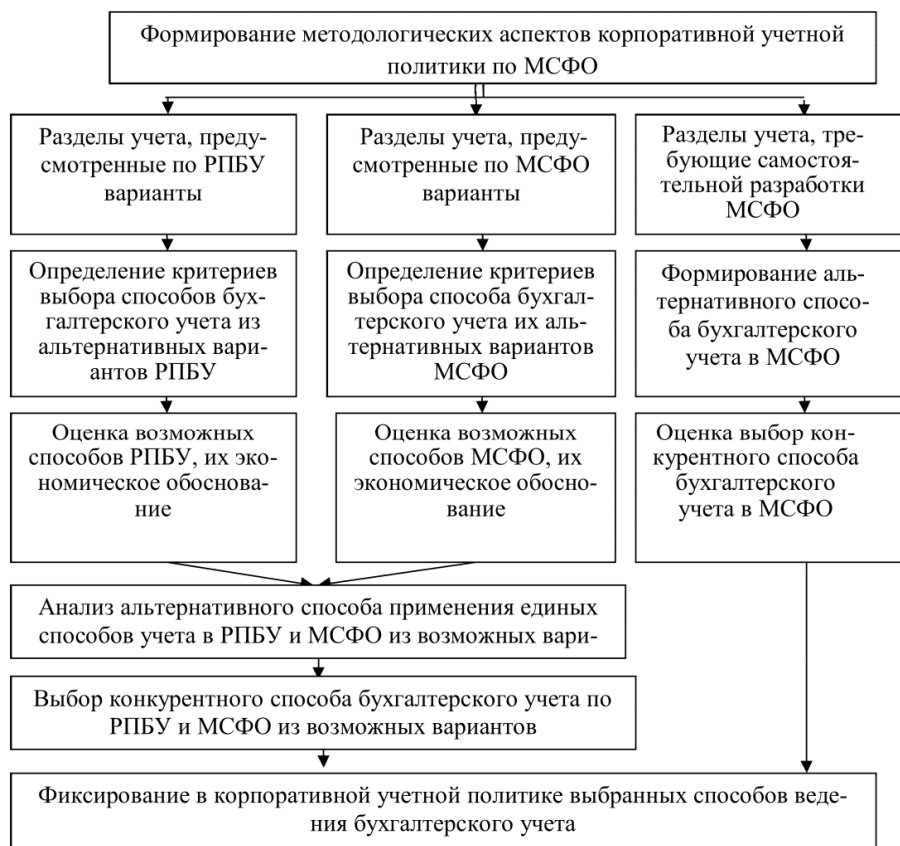 Формирование методологических аспектов корпоративной учетной
политики по МСФО
Разделы учета, преду-
смотренные по РПБУ
варианты
Разделы учета, преду-
смотренные по МСФО
варианты
Разделы учета, тре-
бующие самостоя-
тельной разработки
МСФО
Определение критериев
выбора способов бух-
галтерского учета из
альтернативных вари-
антов РПБУ
Определение критериев
выбора способа бухгал-
терского учета их аль-
тернативных вариантов
МСФО
Формирование аль-
тернативного спосо-
ба бухгалтерского
учета в МСФО
Оценка возможных
способов РПБУ, их эко-
номическое обоснова-
ние
Оценка возможных
способов МСФО, их
экономическое обосно-
вание
Оценка выбор кон-
курентного способа
бухгалтерского
учета в МСФО
Анализ альтернативного способа применения единых
способов учета в РПБУ и МСФО из возможных вари-
Выбор конкурентного способа бухгалтерского учета по
РПБУ и МСФО из возможных вариантов
Фиксирование в корпоративной учетной политике выбранных способов веде-
ния бухгалтерского учета